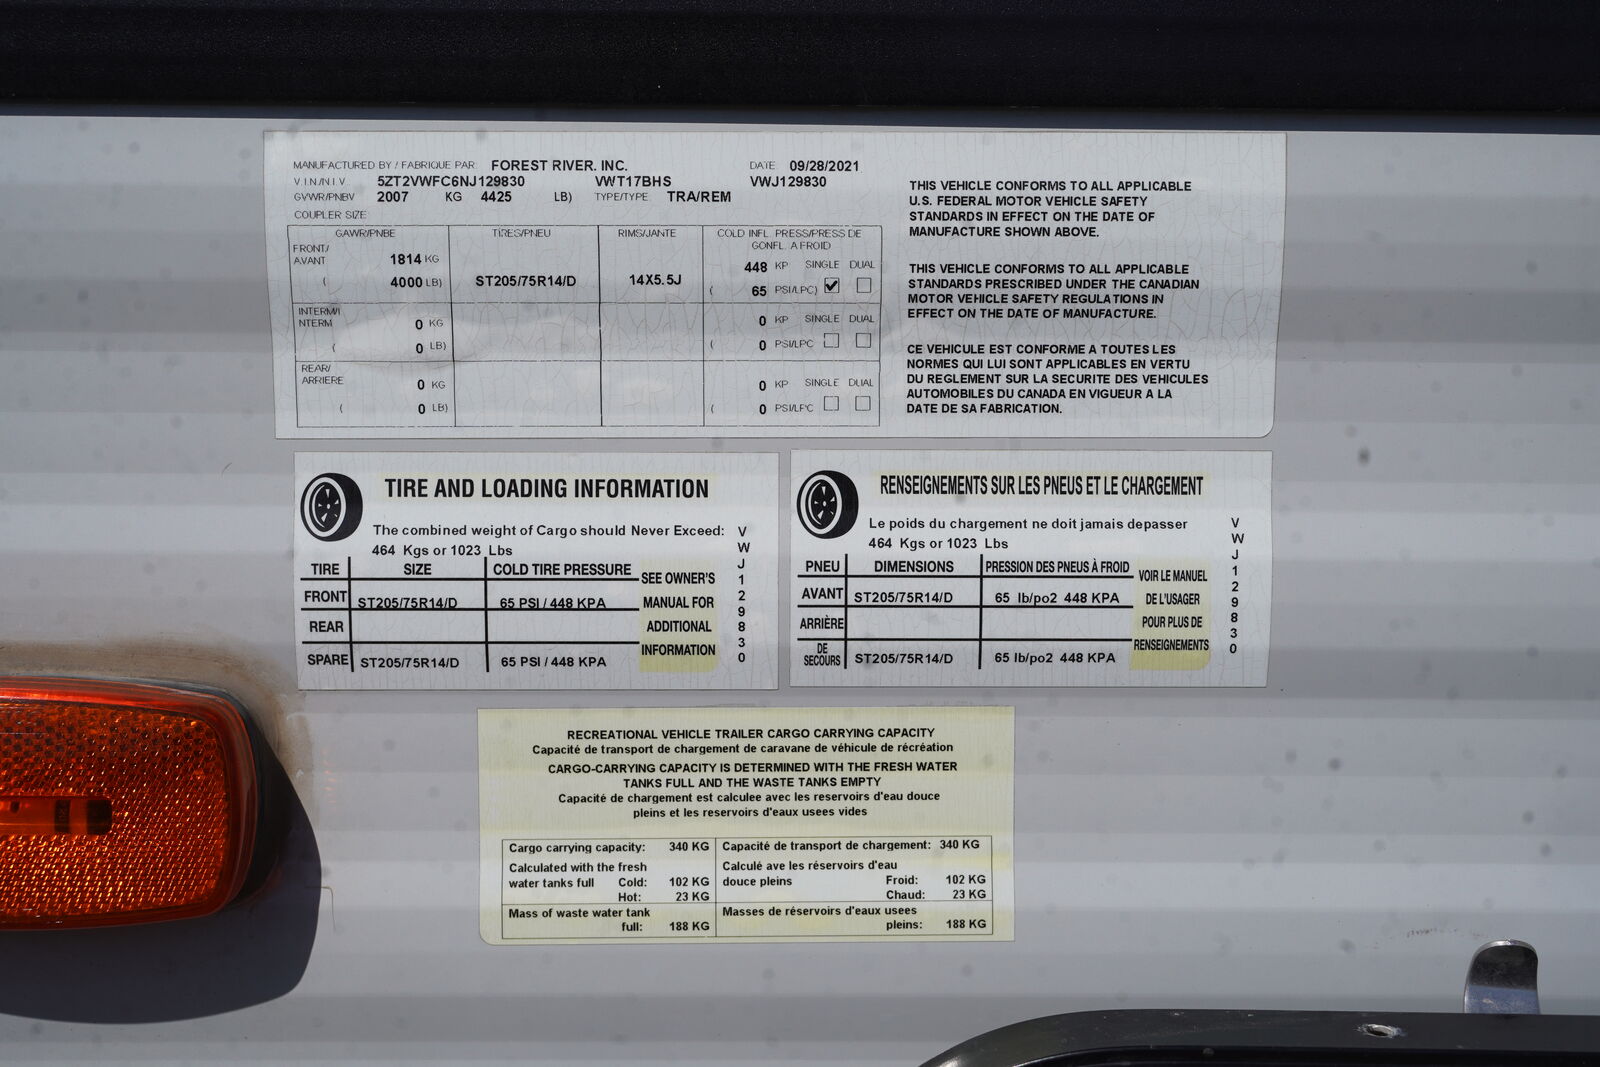 MANUFACTURED BY / FABRIQUE PAR: FOREST RIVER. INC. DATE 09/28/2021
V.I.N./N.I.V. 5ZT2VWFC6NJ129830 VWT17BHS VWJ129830
GVWR/PNBV 2007 KG 4425 LB) TYPE/TYPE TRA/REM
COUPLER SIZE
GAWR/PNBE TIRES/PNEU RIMS/JANTE COLD INFL. PRESS/PRESS DE
GONFL. A FROID
FRONT/
AVANT 1814 KG 448 KP SINGLE DUAL
( 4000 LB) ST205/75R14/D 14X5.5J ( 65 PSI/LPC)
INTERM/I
NTERM 0 KG 0 KP SINGLE DUAL
( 0 LB) ( 0 PSI/LPC
REAR/
ARRIERE 0 KG 0 KP SINGLE DUAL
( 0 LB) ( 0 PSI/LPC
THIS VEHICLE CONFORMS TO ALL APPLICABLE
U.S. FEDERAL MOTOR VEHICLE SAFETY
STANDARDS IN EFFECT ON THE DATE OF
MANUFACTURE SHOWN ABOVE.
THIS VEHICLE CONFORMS TO ALL APPLICABLE
STANDARDS PRESCRIBED UNDER THE CANADIAN
MOTOR VEHICLE SAFETY REGULATIONS IN
EFFECT ON THE DATE OF MANUFACTURE.
CE VEHICULE EST CONFORME A TOUTES LES
NORMES QUI LUI SONT APPLICABLES EN VERTU
DU REGLEMENT SUR LA SECURITE DES VEHICULES
AUTOMOBILES DU CANADA EN VIGUEUR A LA
DATE DE SA FABRICATION.
TIRE AND LOADING INFORMATION
The combined weight of Cargo should Never Exceed:
464 Kgs or 1023 Lbs
TIRE SIZE COLD TIRE PRESSURE
FRONT ST205/75R14/D 65 PSI / 448 KPA
REAR
SPARE ST205/75R14/D 65 PSI / 448 KPA
SEE OWNER'S
MANUAL FOR
ADDITIONAL
INFORMATION
VWJ129830
RENSEIGNEMENTS SUR LES PNEUS ET LE CHARGEMENT
Le poids du chargement ne doit jamais depasser
464 Kgs or 1023 Lbs
PNEU DIMENSIONS PRESSION DES PNEUS À FROID
AVANT ST205/75R14/D 65 lb/po2 448 KPA
ARRIÈRE
DE
SECOURS ST205/75R14/D 65 lb/po2 448 KPA
VOIR LE MANUEL
DE L'USAGER
POUR PLUS DE
RENSEIGNEMENTS
VWJ129830
RECREATIONAL VEHICLE TRAILER CARGO CARRYING CAPACITY
Capacité de transport de chargement de caravane de véhicule de récréation
CARGO-CARRYING CAPACITY IS DETERMINED WITH THE FRESH WATER
TANKS FULL AND THE WASTE TANKS EMPTY
Capacité de chargement est calculee avec les reservoirs d'eau douce
pleins et les reservoirs d'eaux usees vides
Cargo carrying capacity: 340 KG Capacité de transport de chargement: 340 KG
Calculated with the fresh Calculé ave les réservoirs d'eau
water tanks full Cold: 102 KG douce pleins Froid: 102 KG
Hot: 23 KG Chaud: 23 KG
Mass of waste water tank Masses de réservoirs d'eaux usees
full: 188 KG pleins: 188 KG